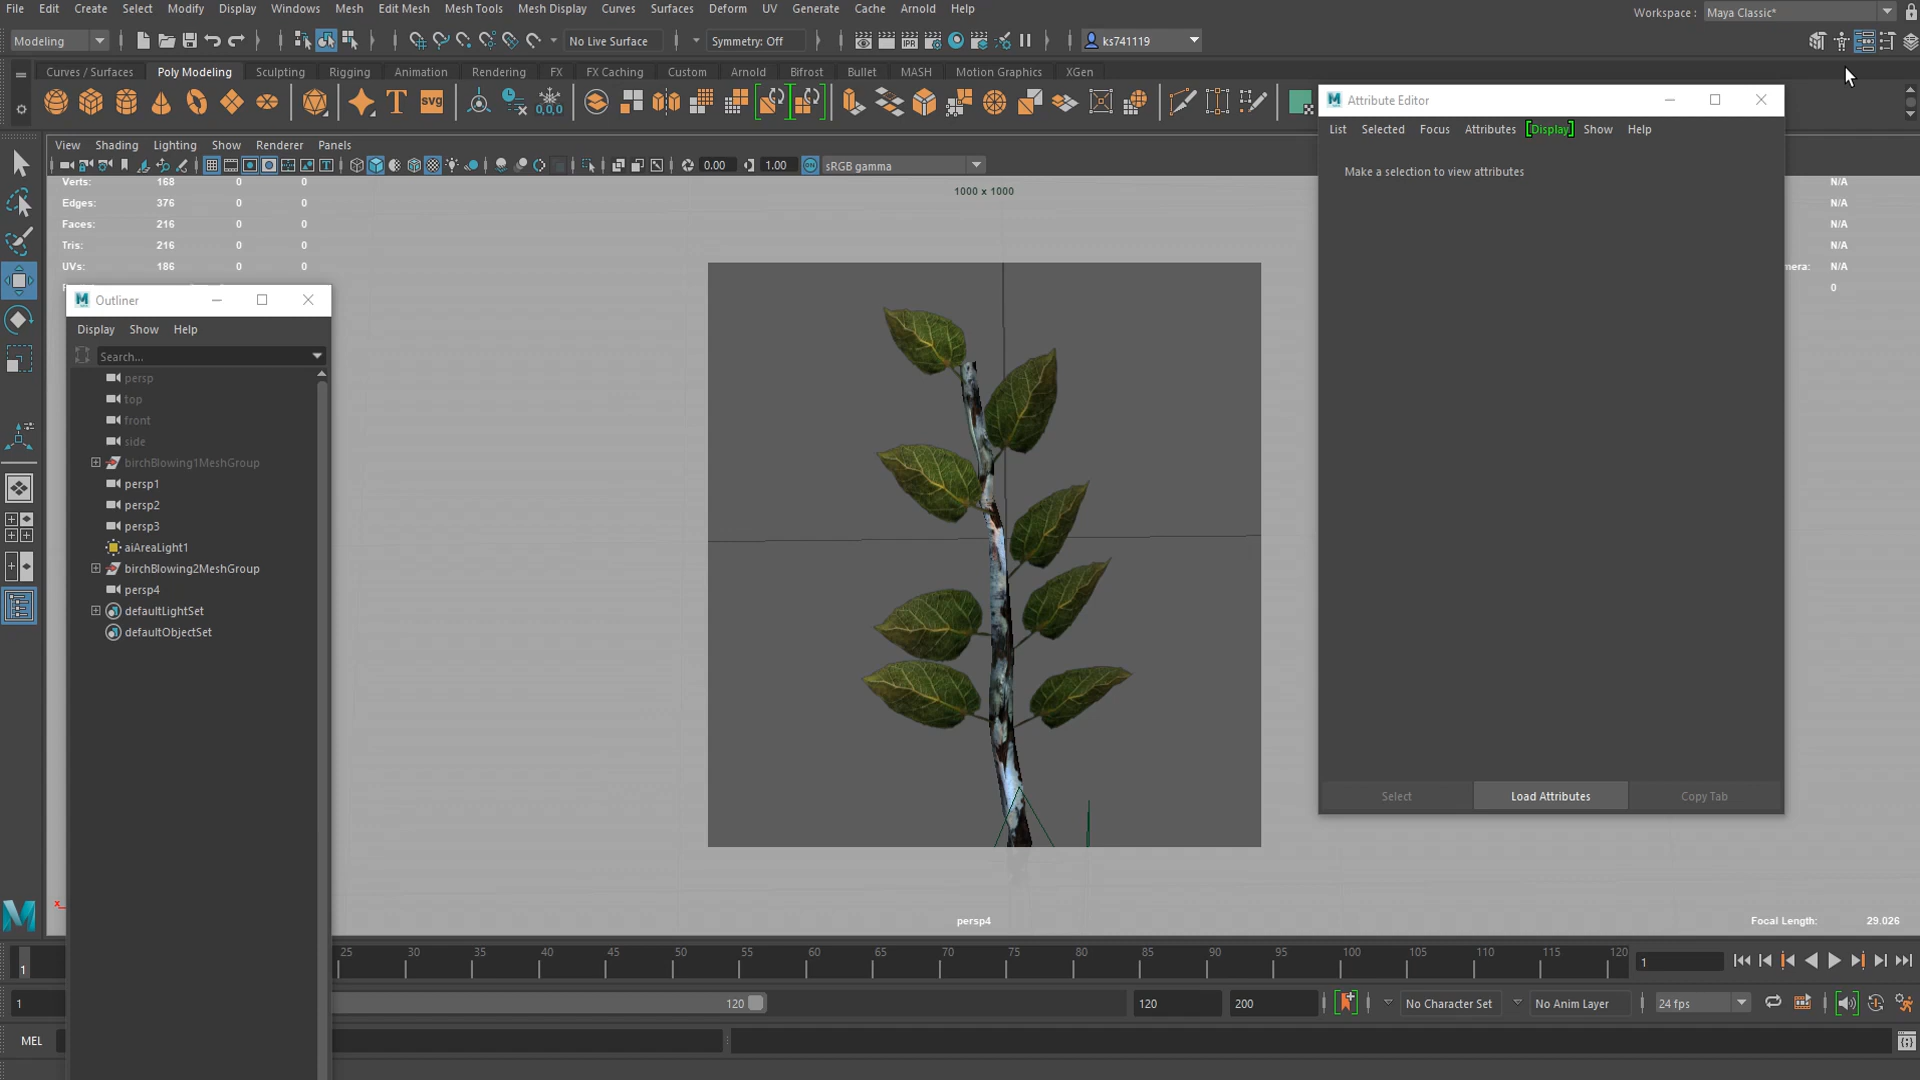 File Edit Create Select Modify Display Windows Mesh Edit Mesh Mesh Tools Mesh Display Curves Surfaces Deform UV Generate Cache Arnold Help
Workspace : Maya Classic*
Modeling No Live Surface Symmetry: Off ks741119
Curves / Surfaces Poly Modeling Sculpting Rigging Animation Rendering FX FX Caching Custom Arnold Bifrost Bullet MASH Motion Graphics XGen
T SVG 0,0,0
Attribute Editor
List Selected Focus Attributes [Display] Show Help
Make a selection to view attributes
Select Load Attributes Copy Tab
View Shading Lighting Show Renderer Panels
0.00 1.00 ON sRGB gamma
Verts: 168 0 0
Edges: 376 0 0
Faces: 216 0 0
Tris: 216 0 0
UVs: 186 0 0
1000 x 1000
N/A
N/A
N/A
N/A
mera: N/A
0
Outliner
Display Show Help
Search...
persp
top
front
side
birchBlowing1MeshGroup
persp1
persp2
persp3
aiAreaLight1
birchBlowing2MeshGroup
persp4
defaultLightSet
defaultObjectSet
x
persp4
Focal Length: 29.026
1 25 30 35 40 45 50 55 60 65 70 75 80 85 90 95 100 105 110 115 120 1
1 120 120 200 No Character Set No Anim Layer 24 fps
MEL